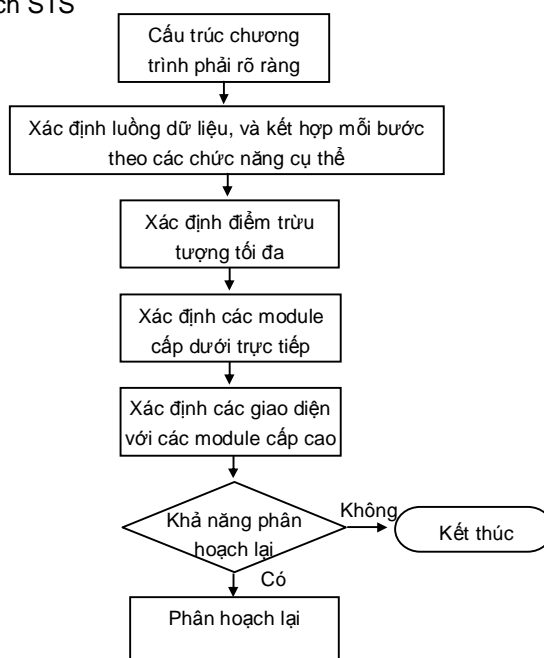 ch STS
Cấu trúc chương
trình phải rõ ràng
Xác định luồng dữ liệu, và kết hợp mỗi bước
theo các chức năng cụ thể
Xác định điểm trừu
tượng tối đa
Xác định các module
cấp dưới trực tiếp
Xác định các giao diện
với các module cấp cao
Khả năng phân
hoạch lại
Không
Kết thúc
Có
Phân hoạch lại